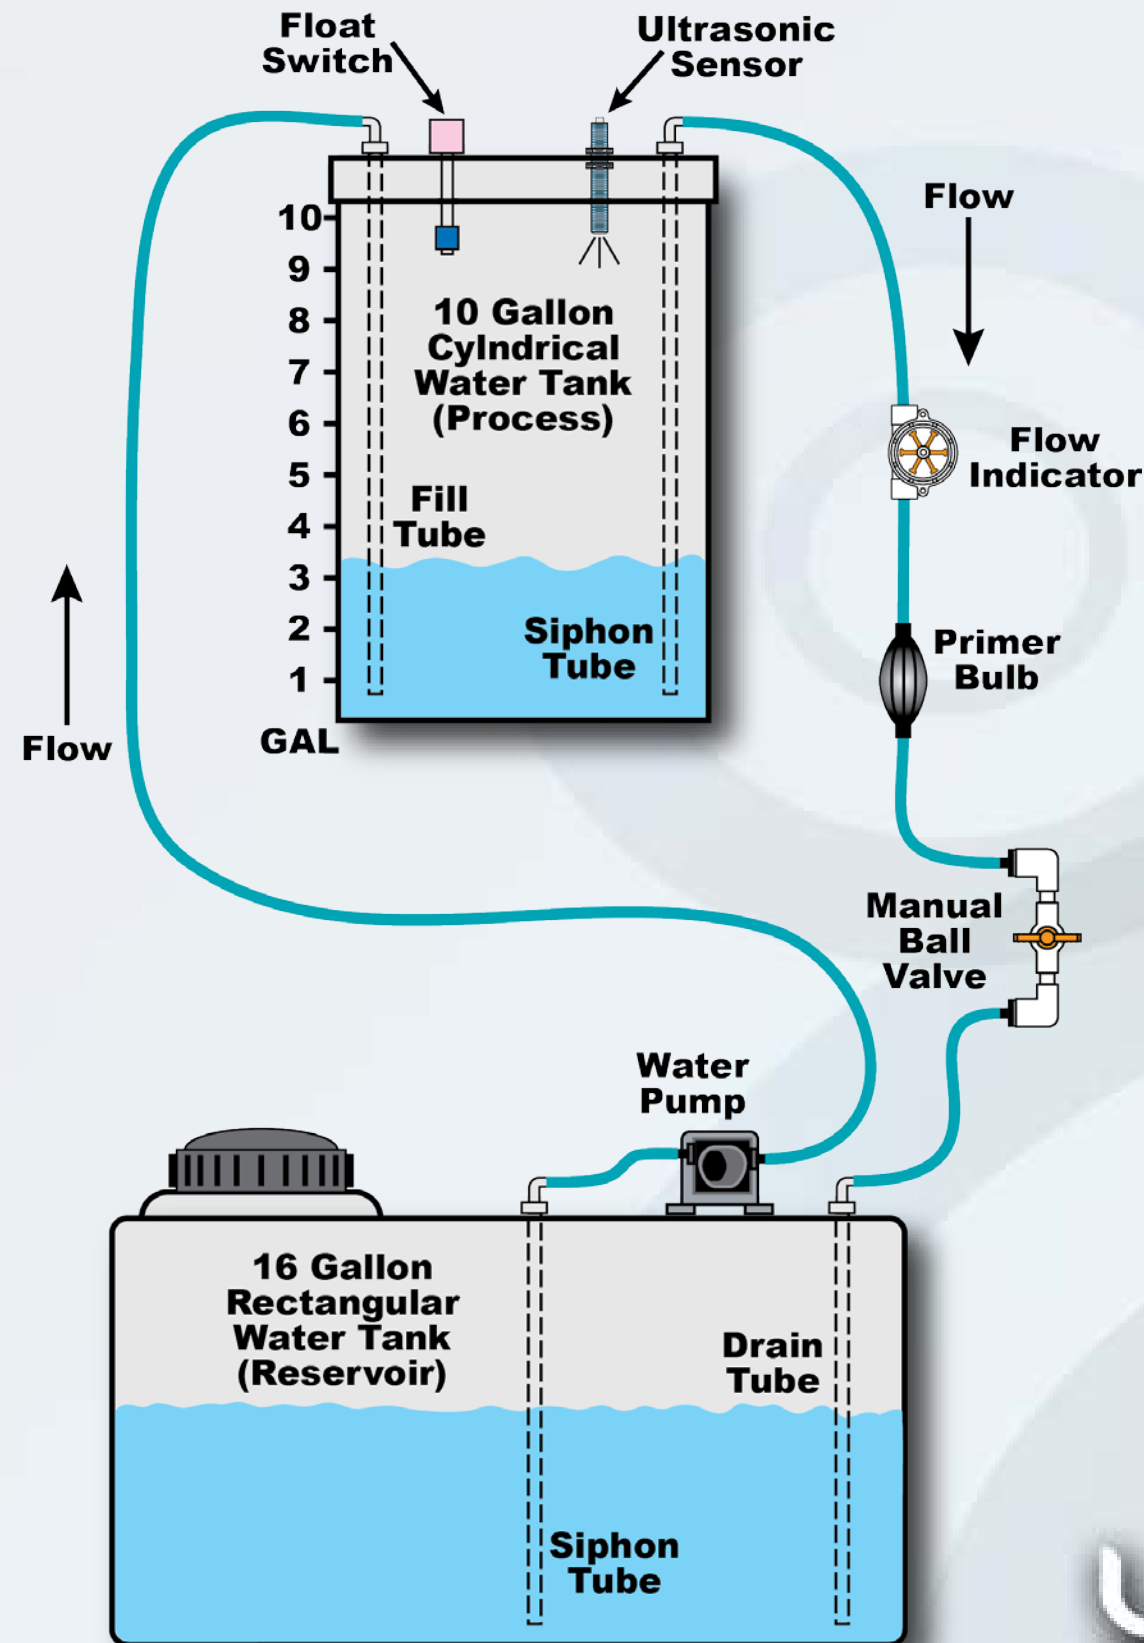 Float
Switch
Ultrasonic
Sensor
Flow
10
9
8
7
6
5
4
3
2
1
GAL
10 Gallon
Cylndrical
Water Tank
(Process)
Fill
Tube
Siphon
Tube
Flow
Indicator
Primer
Bulb
Flow
Manual
Ball
Valve
Water
Pump
16 Gallon
Rectangular
Water Tank
(Reservoir)
Drain
Tube
Siphon
Tube